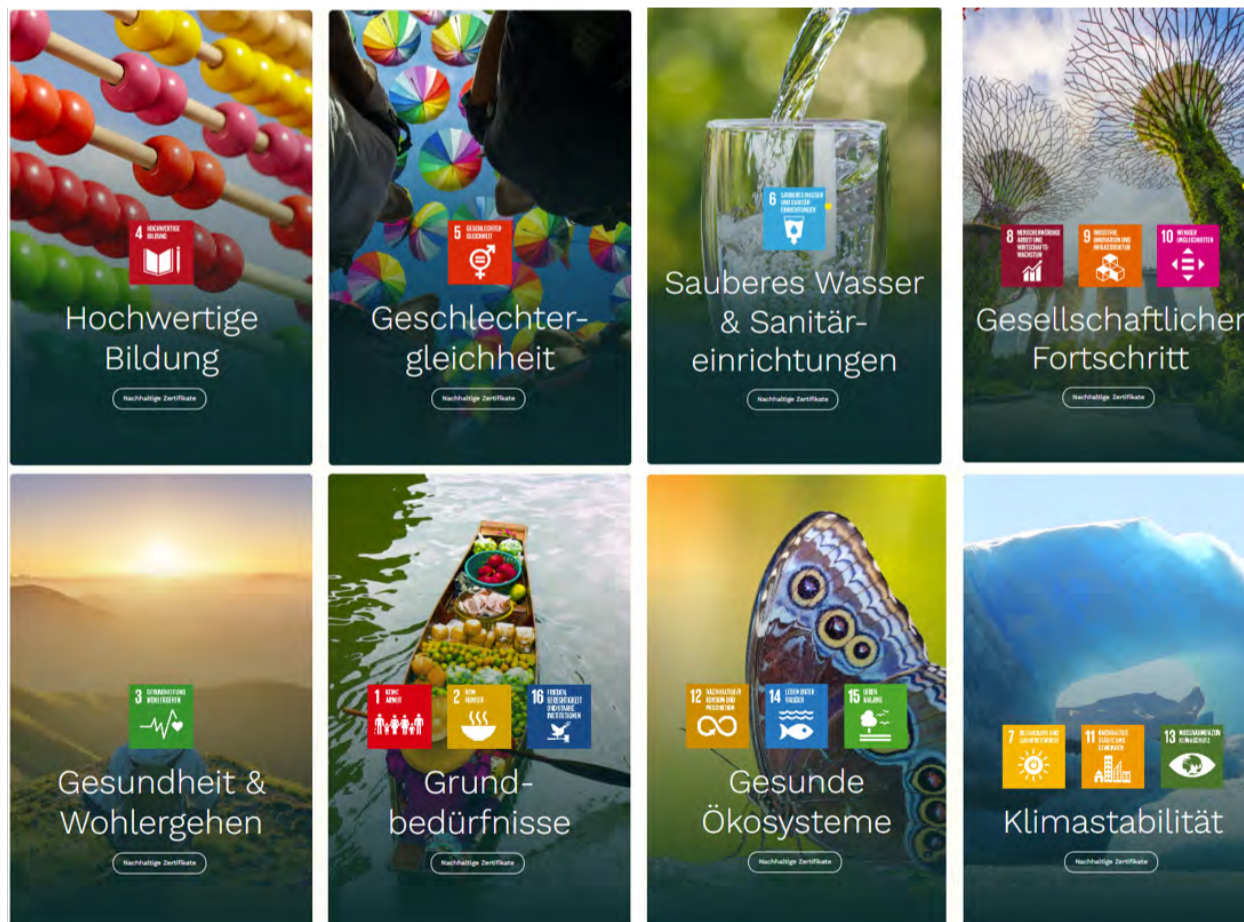 4 HOCHWERTIGE
BILDUNG
Hochwertige
Bildung
Nachhaltige Zertifikate
5 GESCHLECHTER-
GLEICHHEIT
Geschlechter-
gleichheit
Nachhaltige Zertifikate
6 SAUBERES WASSER
UND SANITÄR-
EINRICHTUNGEN
Sauberes Wasser
& Sanitär-
einrichtungen
Nachhaltige Zertifikate
8 MENSCHENWÜRDIGE
ARBEIT UND
WIRTSCHAFTS-
WACHSTUM
9 INDUSTRIE,
INNOVATION UND
INFRASTRUKTUR
10 WENIGER
UNGLEICHHEITEN
Gesellschaftlicher
Fortschritt
Nachhaltige Zertifikate
3 GESUNDHEIT UND
WOHLERGEHEN
Gesundheit &
Wohlergehen
Nachhaltige Zertifikate
1 KEINE
ARMUT
2 KEIN
HUNGER
16 FRIEDEN,
GERECHTIGKEIT
UND STARKE
INSTITUTIONEN
Grund-
bedürfnisse
Nachhaltige Zertifikate
12 NACHHALTIGE/R
KONSUM UND
PRODUKTION
14 LEBEN UNTER
WASSER
15 LEBEN
AN LAND
Gesunde
Ökosysteme
Nachhaltige Zertifikate
7 BEZAHLBARE UND
SAUBERE ENERGIE
11 NACHHALTIGE
STÄDTE UND
GEMEINDEN
13 MASSNAHMEN ZUM
KLIMASCHUTZ
Klimastabilität
Nachhaltige Zertifikate